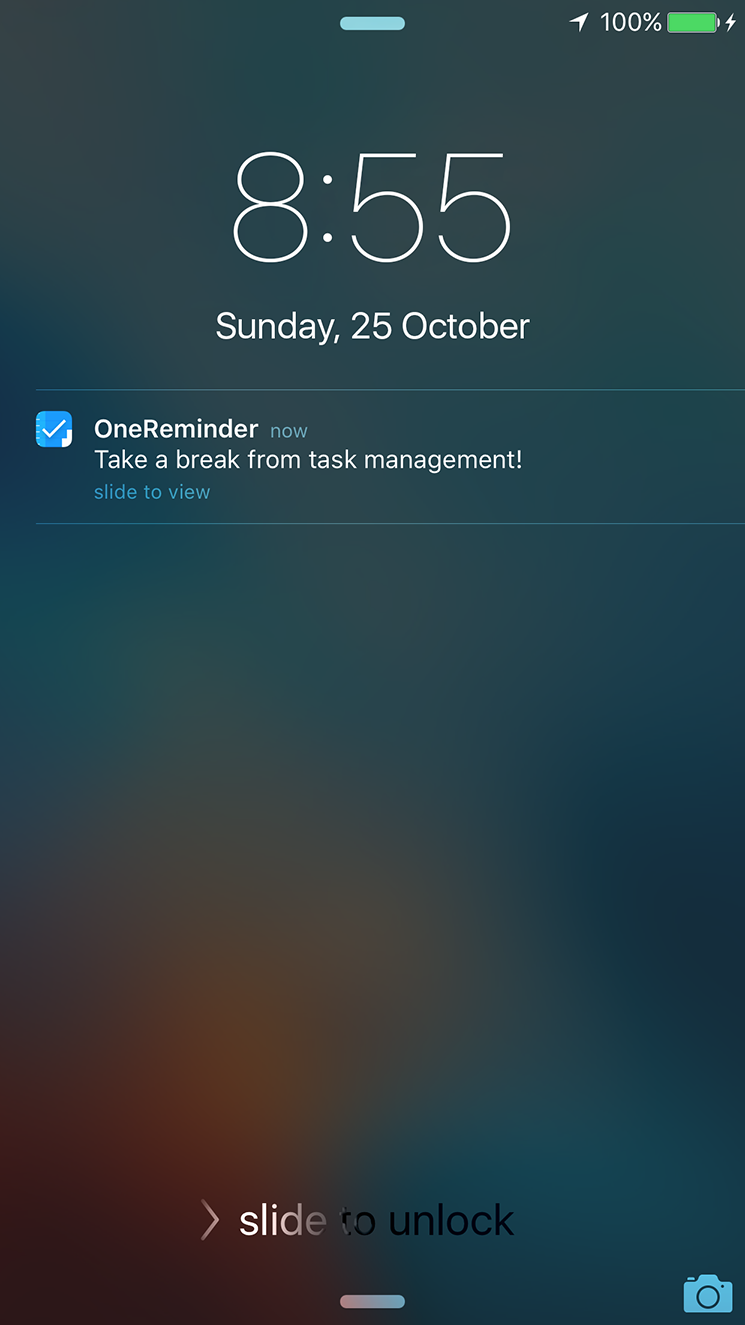 100%
8:55
Sunday, 25 October
OneReminder now
Take a break from task management!
slide to view
slide to unlock